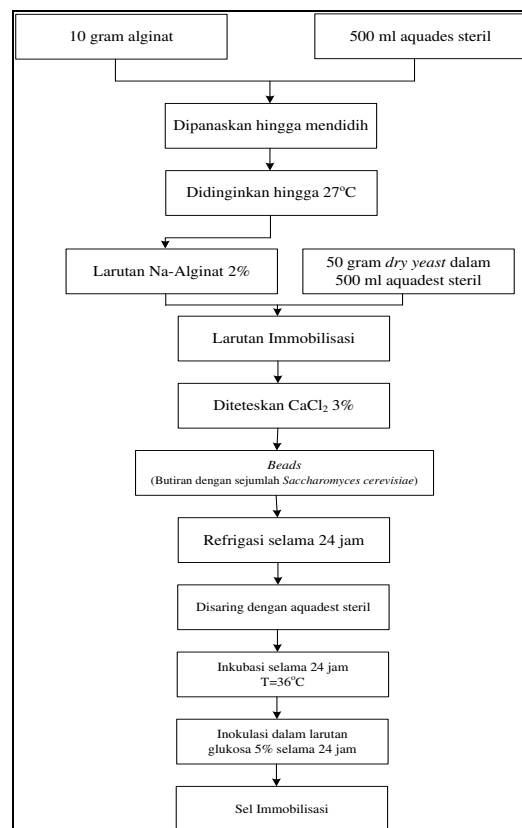 10 gram alginat
500 ml aquades steril
Dipanaskan hingga mendidih
Didinginkan hingga 27°C
Larutan Na-Alginat 2%
50 gram dry yeast dalam
500 ml aquadest steril
Larutan Immobilisasi
Diteteskan CaCl₂ 3%
Beads
(Butiran dengan sejumlah Saccharomyces cerevisiae)
Refrigasi selama 24 jam
Disaring dengan aquadest steril
Inkubasi selama 24 jam
T=36°C
Inokulasi dalam larutan
glukosa 5% selama 24 jam
Sel Immobilisasi